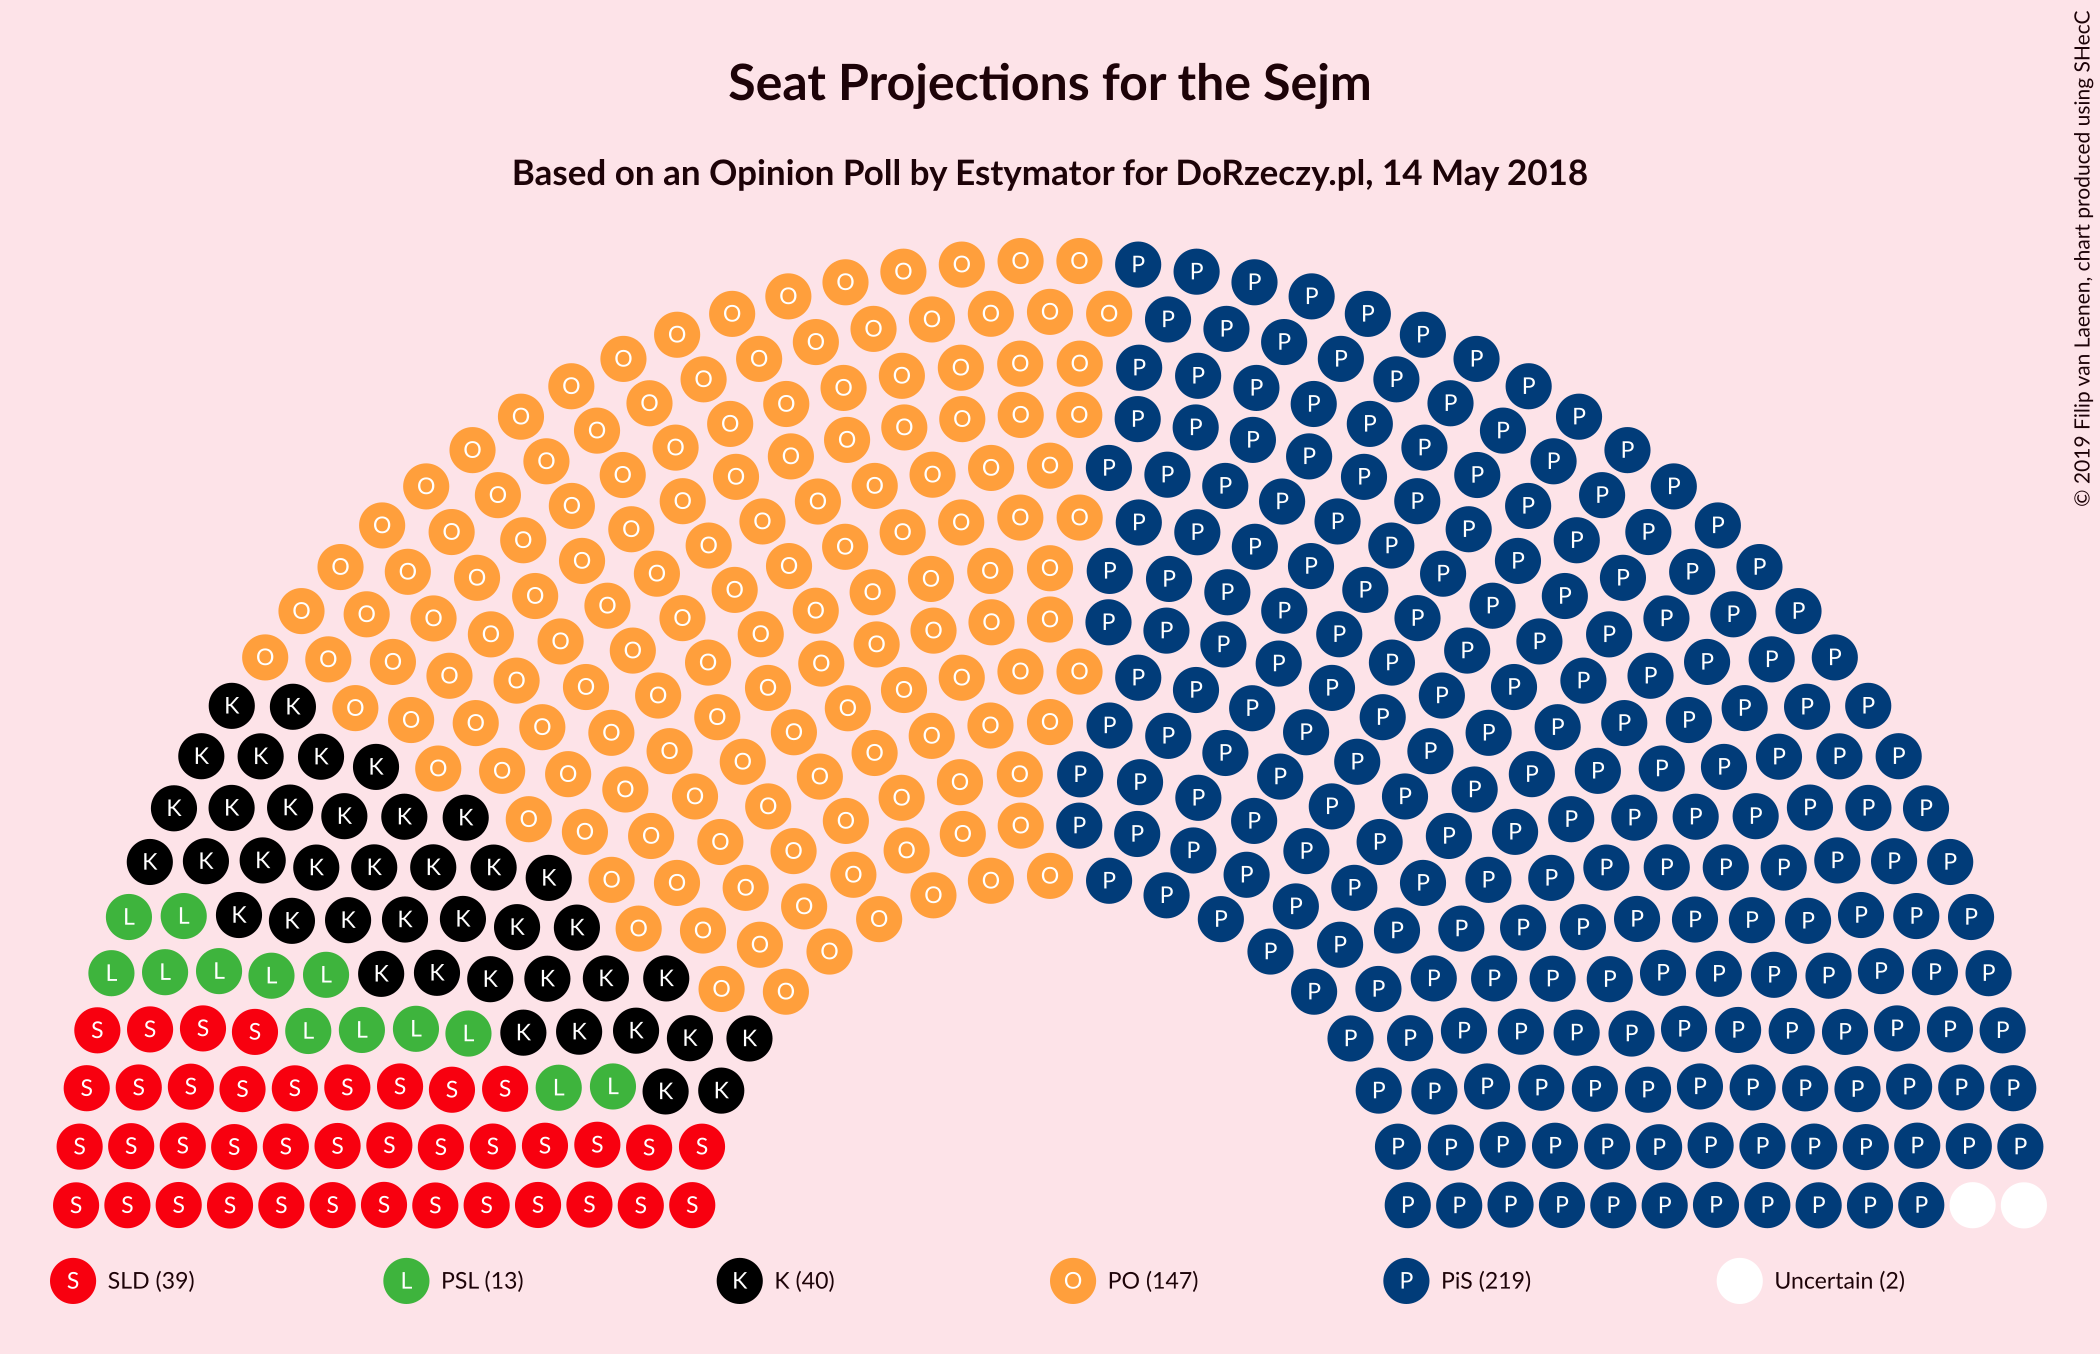 Seat Projections for the Sejm
Based on an Opinion Poll by Estymator for DoRzeczy.pl, 14 May 2018
© 2019 Filip van Laenen, chart produced using SHecC
S SLD (39) L PSL (13) K K (40) O PO (147) P PiS (219) Uncertain (2)